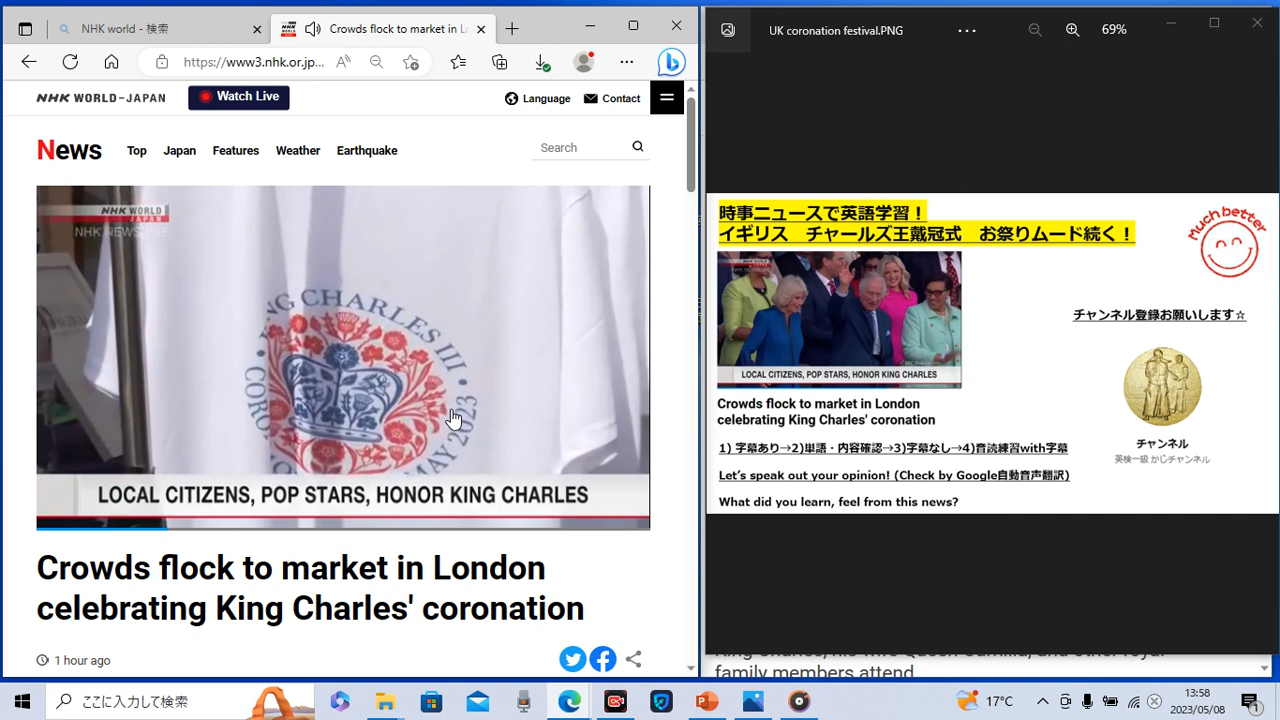 NHK world - 検索
Crowds flock to market in Lo
https://www3.nhk.or.jp...
NHK WORLD-JAPAN
Watch Live
Language
Contact
News
Top
Japan
Features
Weather
Earthquake
Search
NHK WORLD
JAPAN
NHK NEWSLINE
KING CHARLES III •
MAY 2023
LOCAL CITIZENS, POP STARS, HONOR KING CHARLES
Crowds flock to market in London
celebrating King Charles' coronation
1 hour ago
UK coronation festival.PNG
69%
時事ニュースで英語学習！
イギリス　チャールズ王戴冠式　お祭りムード続く！
Much better
LOCAL CITIZENS, POP STARS, HONOR KING CHARLES
チャンネル登録お願いします☆
Crowds flock to market in London
celebrating King Charles' coronation
1) 字幕あり→2)単語・内容確認→3)字幕なし→4)音読練習with字幕
Let's speak out your opinion! (Check by Google自動音声翻訳)
What did you learn, feel from this news?
チャンネル
英検一級 かじチャンネル
family members attend
ここに入力して検索
17°C
13:58
2023/05/08
1